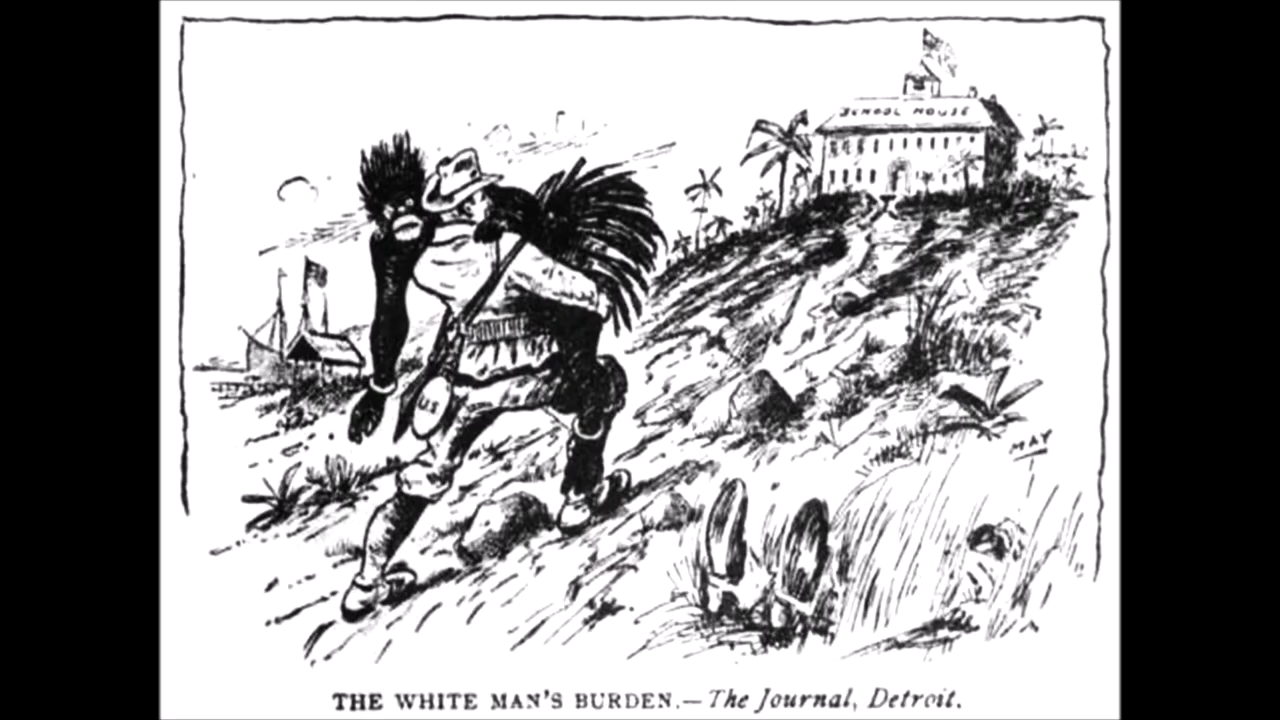 SCHOOL HOUSE
U.S
MAY
THE WHITE MAN'S BURDEN.—The Journal, Detroit.